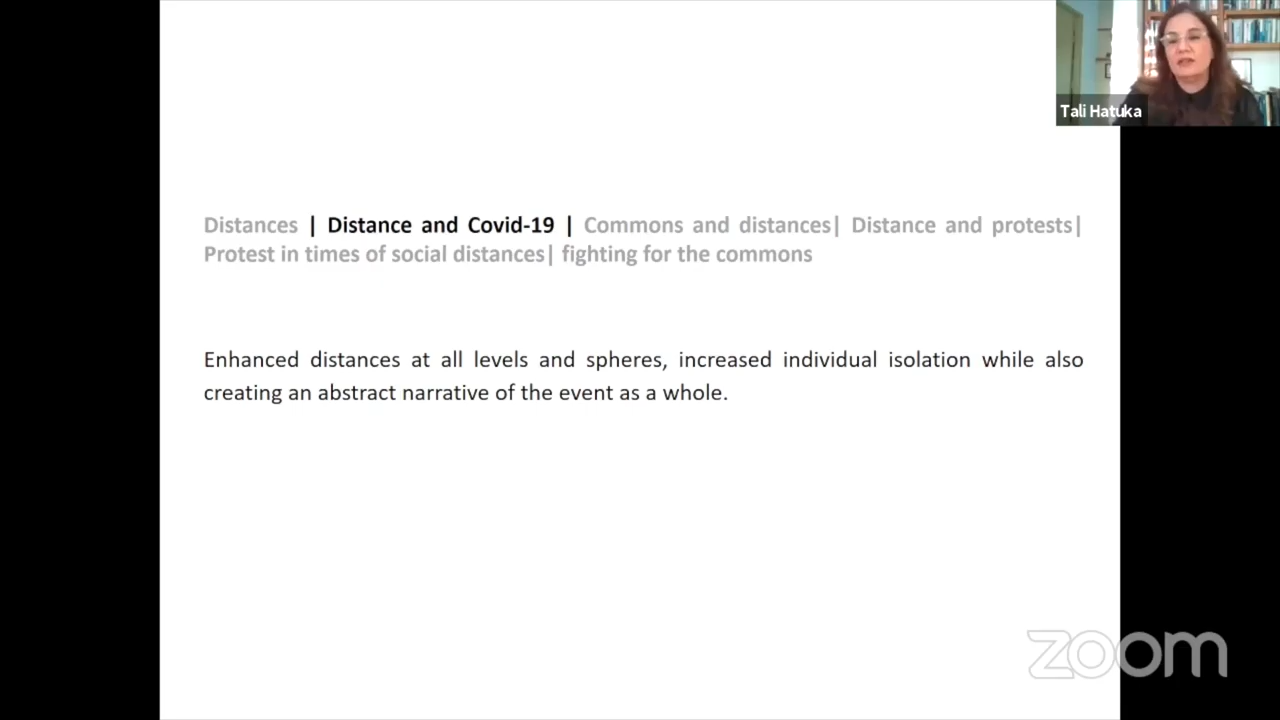 Tali Hatuka
Distances | Distance and Covid-19 | Commons and distances| Distance and protests|
Protest in times of social distances| fighting for the commons
Enhanced distances at all levels and spheres, increased individual isolation while also
creating an abstract narrative of the event as a whole.
zoom